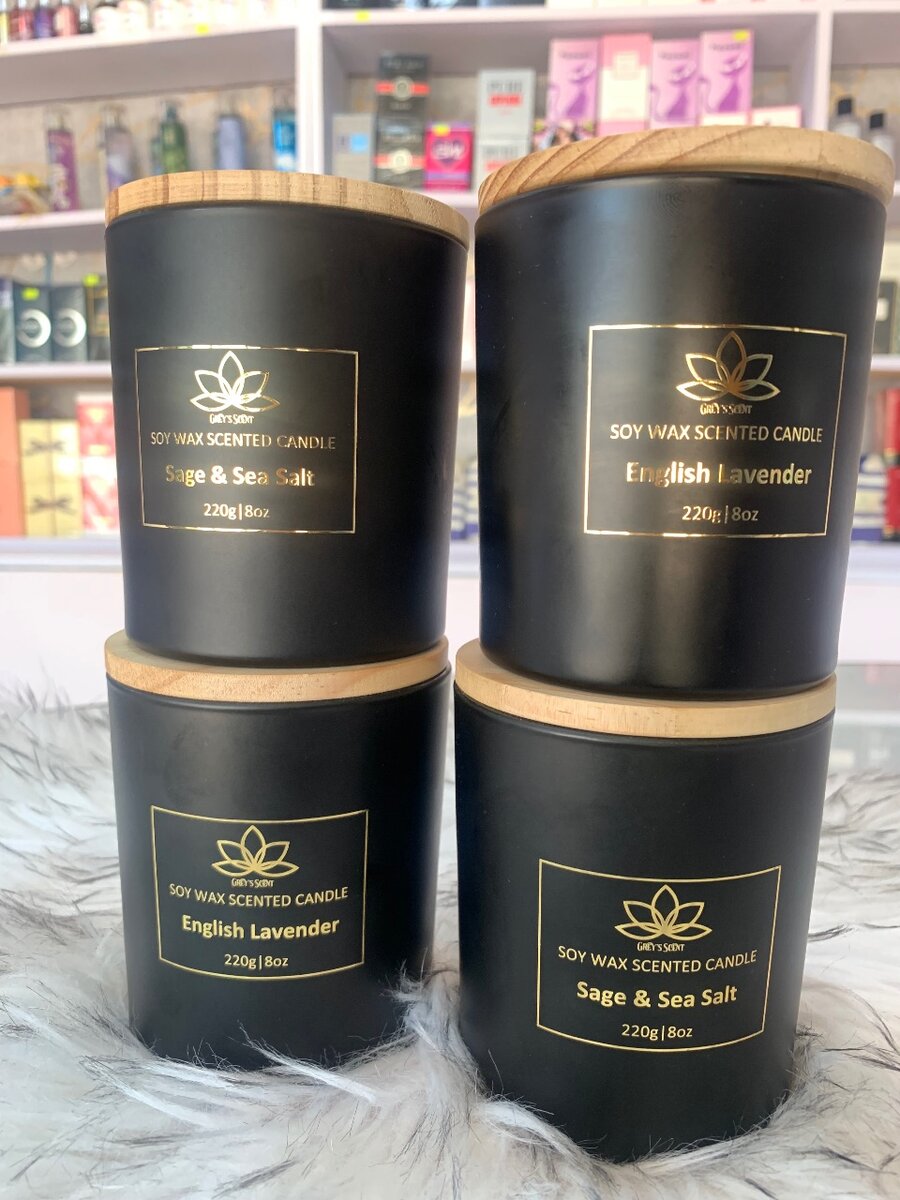 GREY'S SCENT
SOY WAX SCENTED CANDLE
Sage & Sea Salt
220g|8oz
GREY'S SCENT
SOY WAX SCENTED CANDLE
English Lavender
220g|8oz
GREY'S SCENT
SOY WAX SCENTED CANDLE
English Lavender
220g|8oz
GREY'S SCENT
SOY WAX SCENTED CANDLE
Sage & Sea Salt
220g|8oz